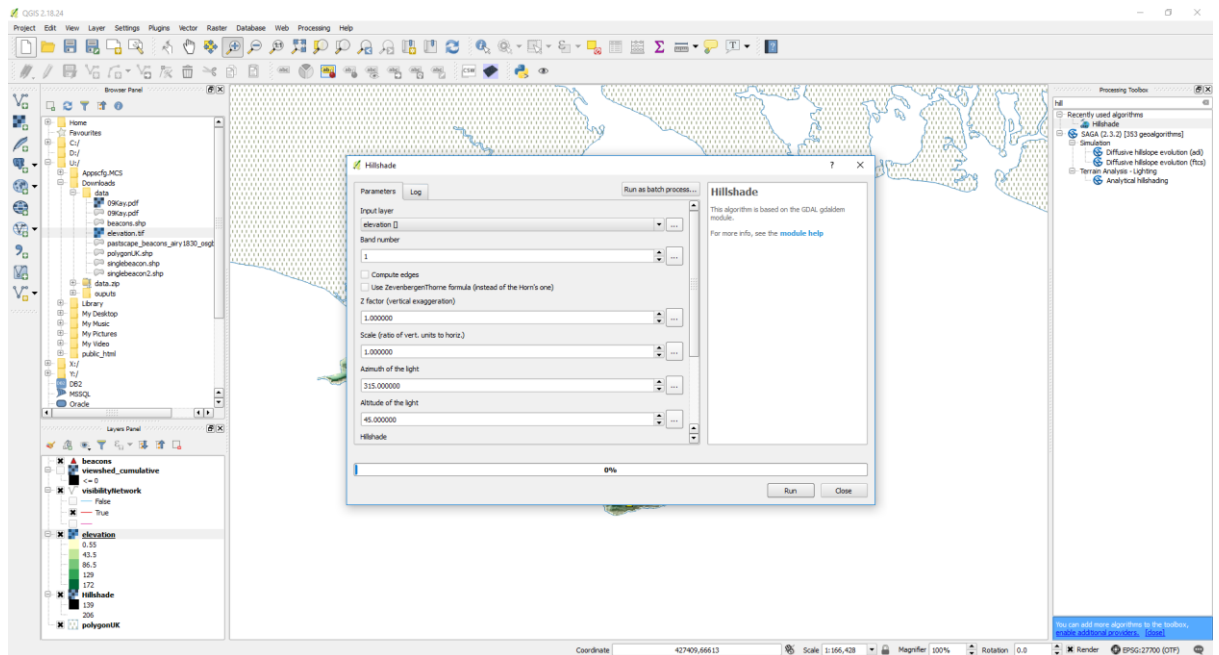 QGIS 2.18.24
Project Edit View Layer Settings Plugins Vector Raster Database Web Processing Help
Browser Panel
Home
Favourites
C:/
D:/
U:/
Appscfg.MCS
Downloads
data
09Kay.pdf
09Kay.pdf
beacons.shp
elevation.tif
pastscape_beacons_airy1830_osgb
polygonUK.shp
singlebeacon.shp
singlebeacon2.shp
data.zip
ouputs
Library
My Desktop
My Music
My Pictures
My Video
public_html
X:/
Y:/
DB2
MSSQL
Oracle
Layers Panel
beacons
viewshed_cumulative
<= 0
visibilityNetwork
False
True
elevation
0.55
43.5
86.5
129
172
Hillshade
139
206
polygonUK
Hillshade
? X
Parameters Log
Run as batch process...
Input layer
elevation []
Band number
1
Compute edges
Use ZevenbergenThorne formula (instead of the Horn's one)
Z factor (vertical exaggeration)
1.000000
Scale (ratio of vert. units to horiz.)
1.000000
Azimuth of the light
315.000000
Altitude of the light
45.000000
Hillshade
Hillshade
This algorithm is based on the GDAL gdaldem
module.
For more info, see the module help
0%
Run Close
Processing Toolbox
hill
Recently used algorithms
Hillshade
SAGA (2.3.2) [353 geoalgorithms]
Simulation
Diffusive hillslope evolution (adi)
Diffusive hillslope evolution (ftcs)
Terrain Analysis - Lighting
Analytical hillshading
You can add more algorithms to the toolbox,
enable additional providers. [close]
Coordinate 427409,66613 Scale 1:166,428 Magnifier 100% Rotation 0.0 Render EPSG:27700 (OTF)